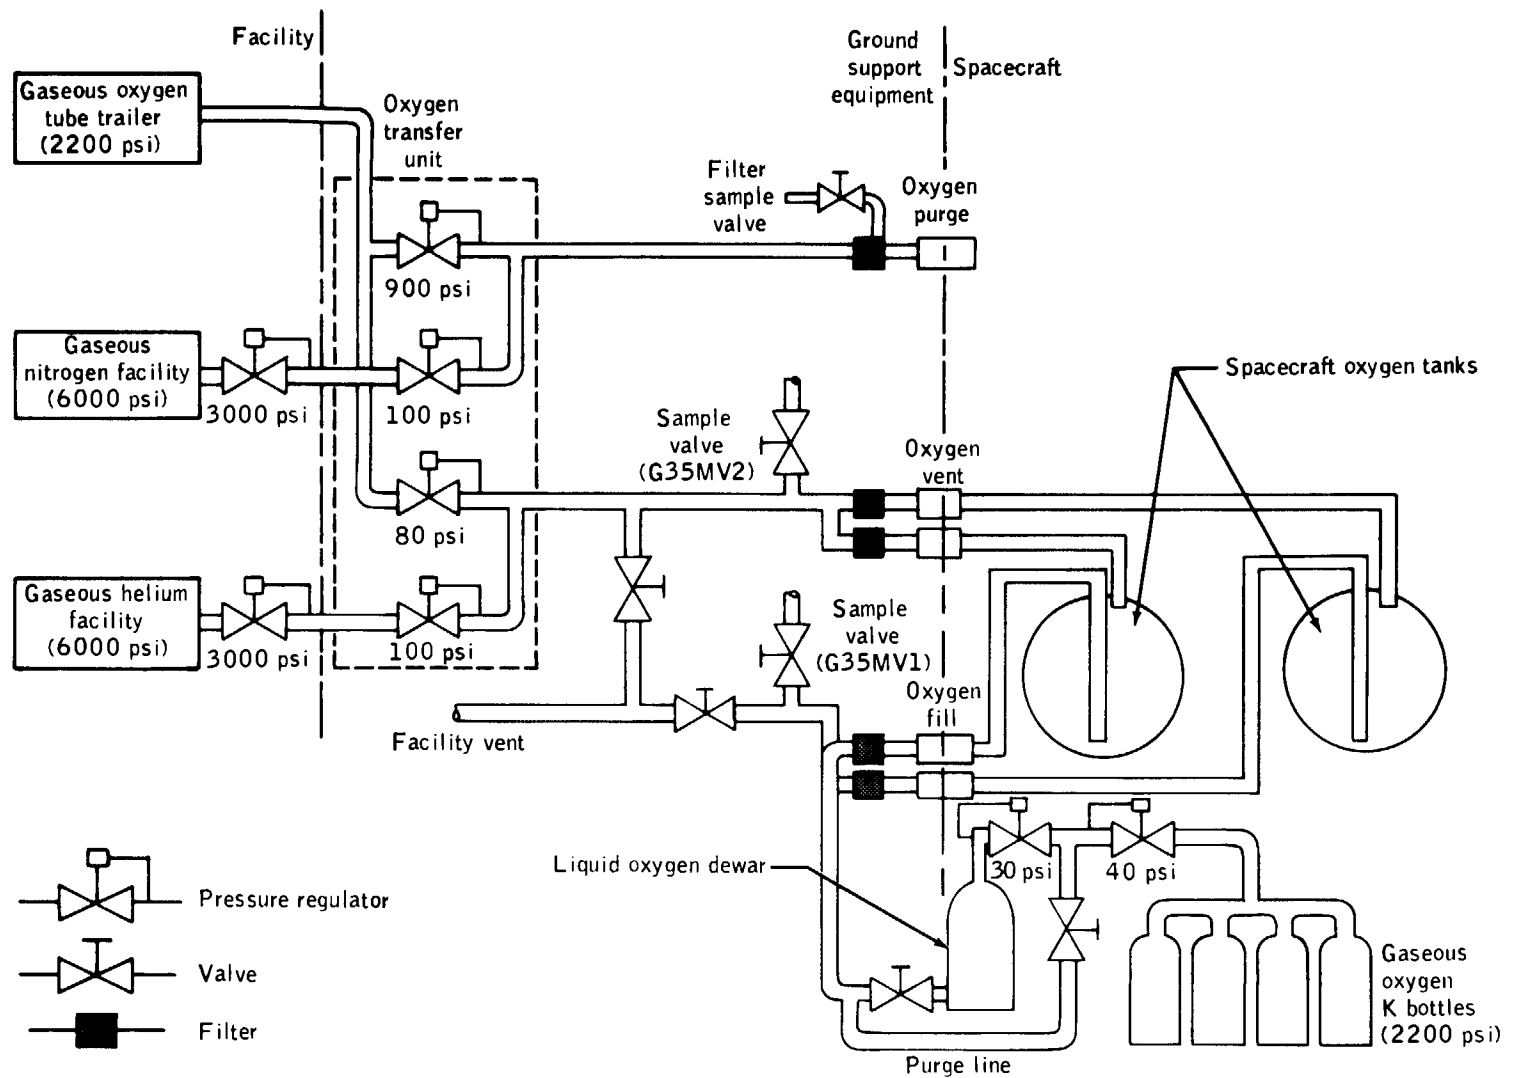 Facility
Ground
support
equipment
Spacecraft
Gaseous oxygen
tube trailer
(2200 psi)
Oxygen
transfer
unit
Filter
sample
valve
Oxygen
purge
900 psi
Gaseous
nitrogen facility
(6000 psi)
3000 psi
100 psi
Spacecraft oxygen tanks
Sample
valve
(G35MV2)
Oxygen
vent
80 psi
Gaseous helium
facility
(6000 psi)
3000 psi
100 psi
Sample
valve
(G35MV1)
Oxygen
fill
Facility vent
Liquid oxygen dewar
30 psi
40 psi
Pressure regulator
Valve
Filter
Gaseous
oxygen
K bottles
(2200 psi)
Purge line